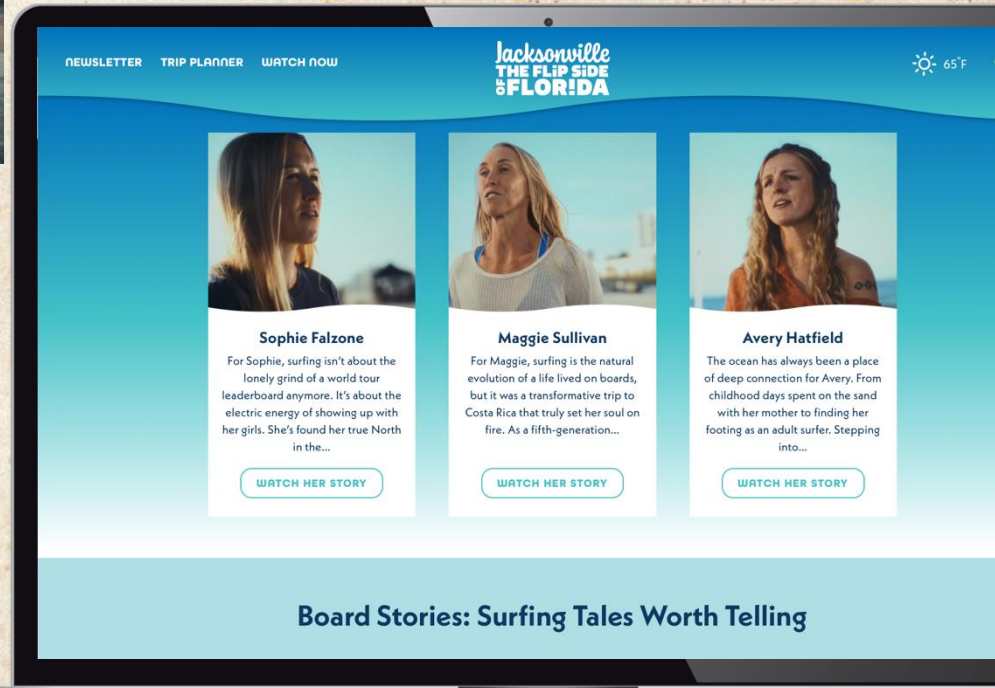 NEWSLETTER TRIP PLANNER WATCH NOW
Jacksonville
THE FLiP SiDE
OF FLOR!DA
65°F
Sophie Falzone
For Sophie, surfing isn't about the
lonely grind of a world tour
leaderboard anymore. It's about the
electric energy of showing up with
her girls. She's found her true North
in the...
WATCH HER STORY
Maggie Sullivan
For Maggie, surfing is the natural
evolution of a life lived on boards,
but it was a transformative trip to
Costa Rica that truly set her soul on
fire. As a fifth-generation...
WATCH HER STORY
Avery Hatfield
The ocean has always been a place
of deep connection for Avery. From
childhood days spent on the sand
with her mother to finding her
footing as an adult surfer. Stepping
into...
WATCH HER STORY
Board Stories: Surfing Tales Worth Telling